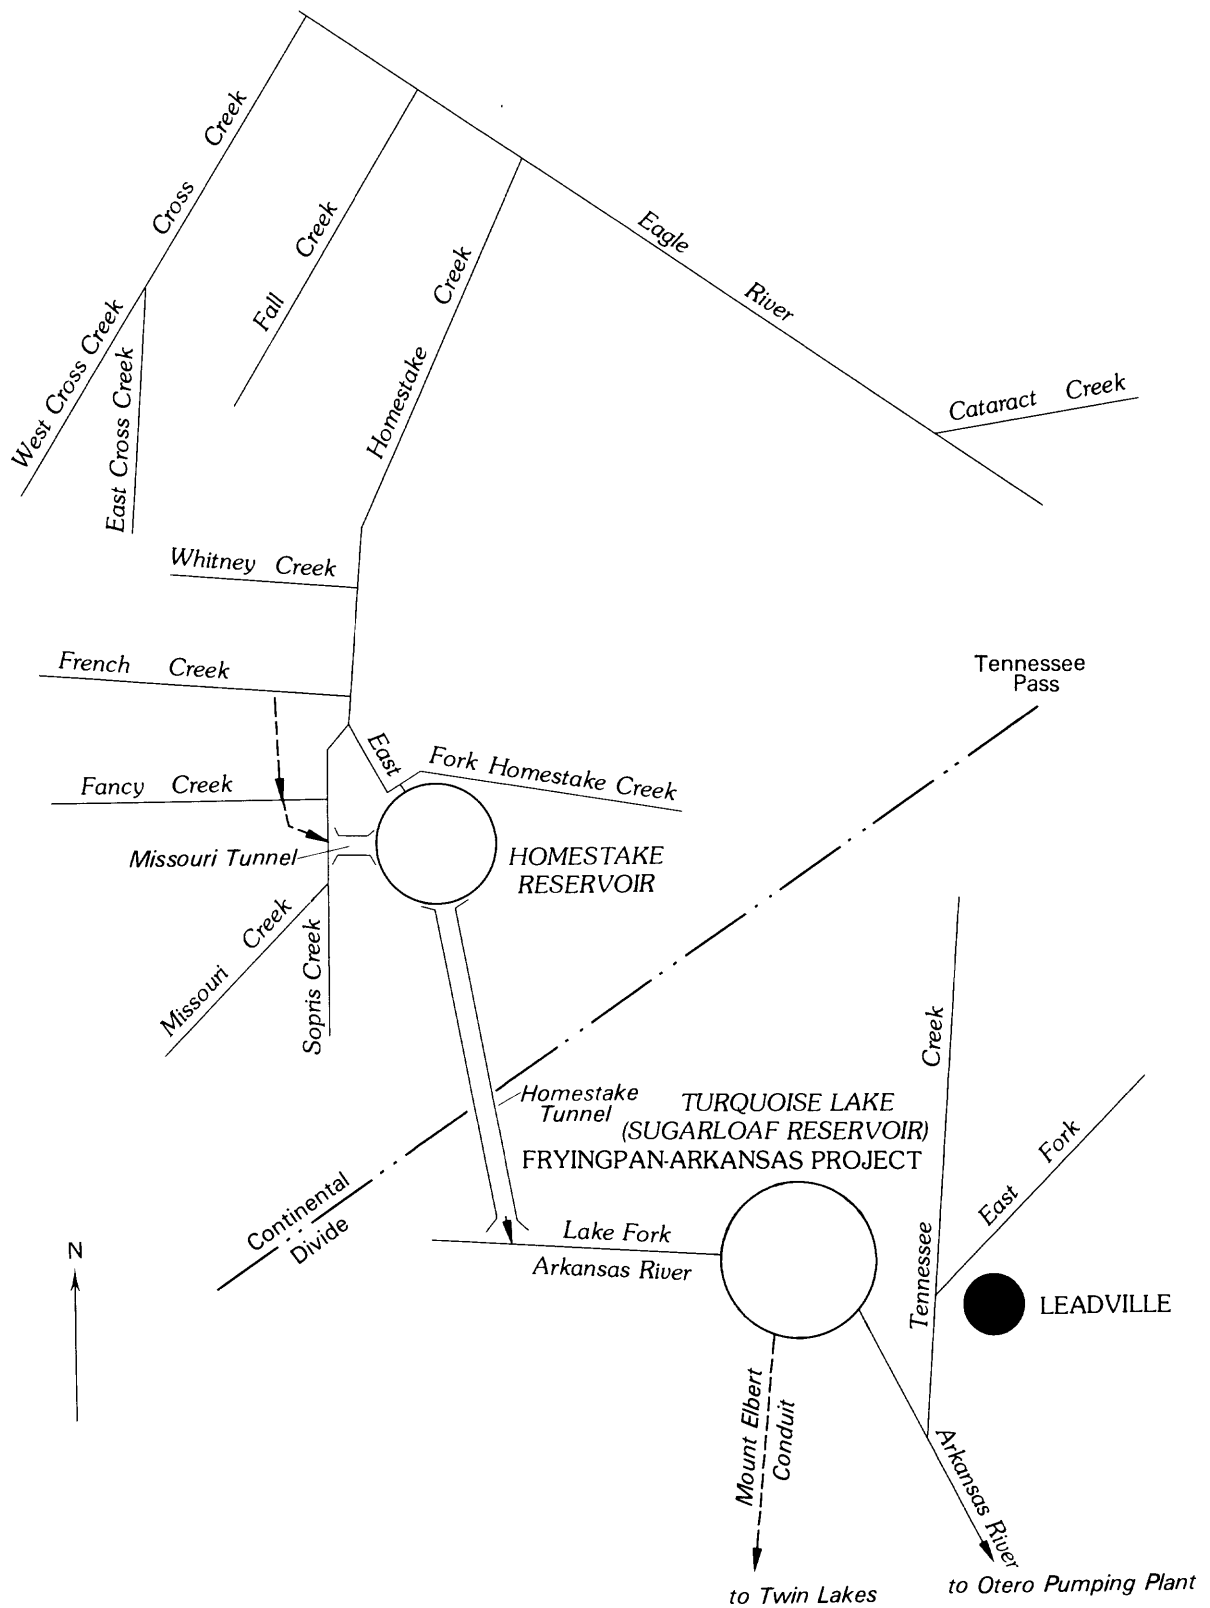 Cross Creek
Fall Creek
Homestake Creek
Eagle River
Cataract Creek
West Cross Creek
East Cross Creek
Whitney Creek
French Creek
Tennessee
Pass
East Fork Homestake Creek
Fancy Creek
Missouri Tunnel
HOMESTAKE
RESERVOIR
Missouri Creek
Sopris Creek
Homestake
Tunnel
TURQUOISE LAKE
(SUGARLOAF RESERVOIR)
FRYINGPAN-ARKANSAS PROJECT
Tennessee Creek
East Fork
Continental
Divide
Lake Fork
Arkansas River
N
LEADVILLE
Mount Elbert
Conduit
Arkansas River
to Twin Lakes
to Otero Pumping Plant